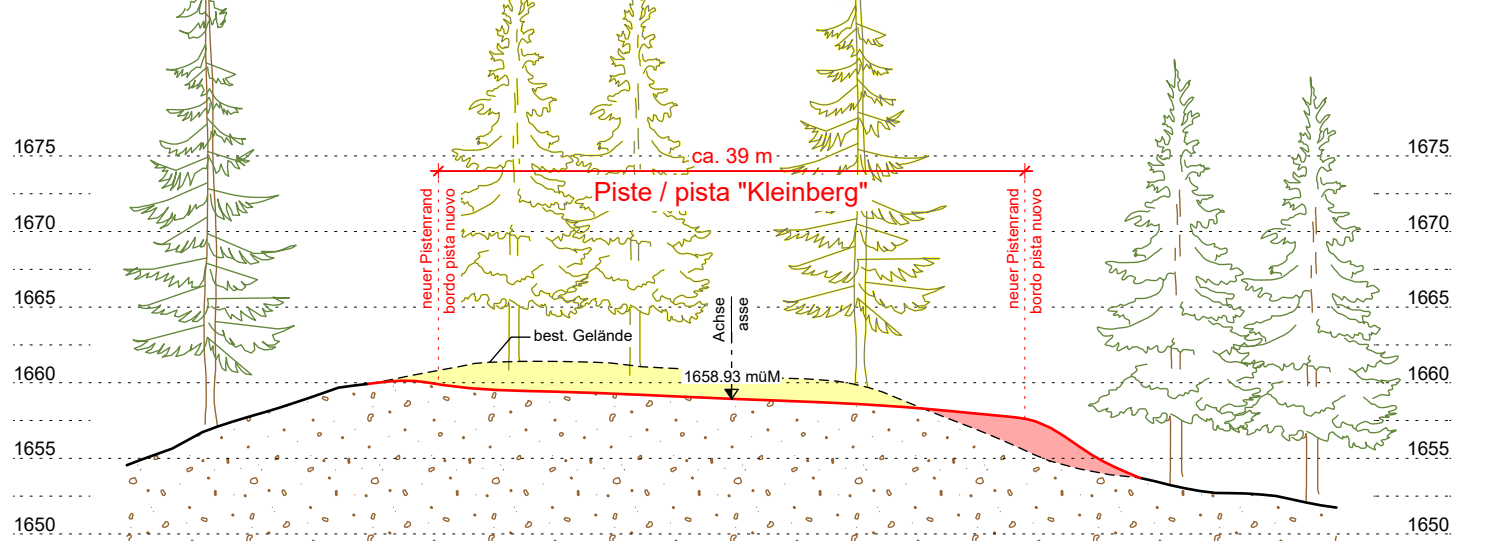 ca. 39 m
1675
1675
Piste / pista "Kleinberg"
neuer Pistenrand
bordo pista nuovo
neuer Pistenrand
bordo pista nuovo
1670
1670
1665
1665
Achse
asse
best. Gelände
1660
1658.93 müM
1660
1655
1655
1650
1650